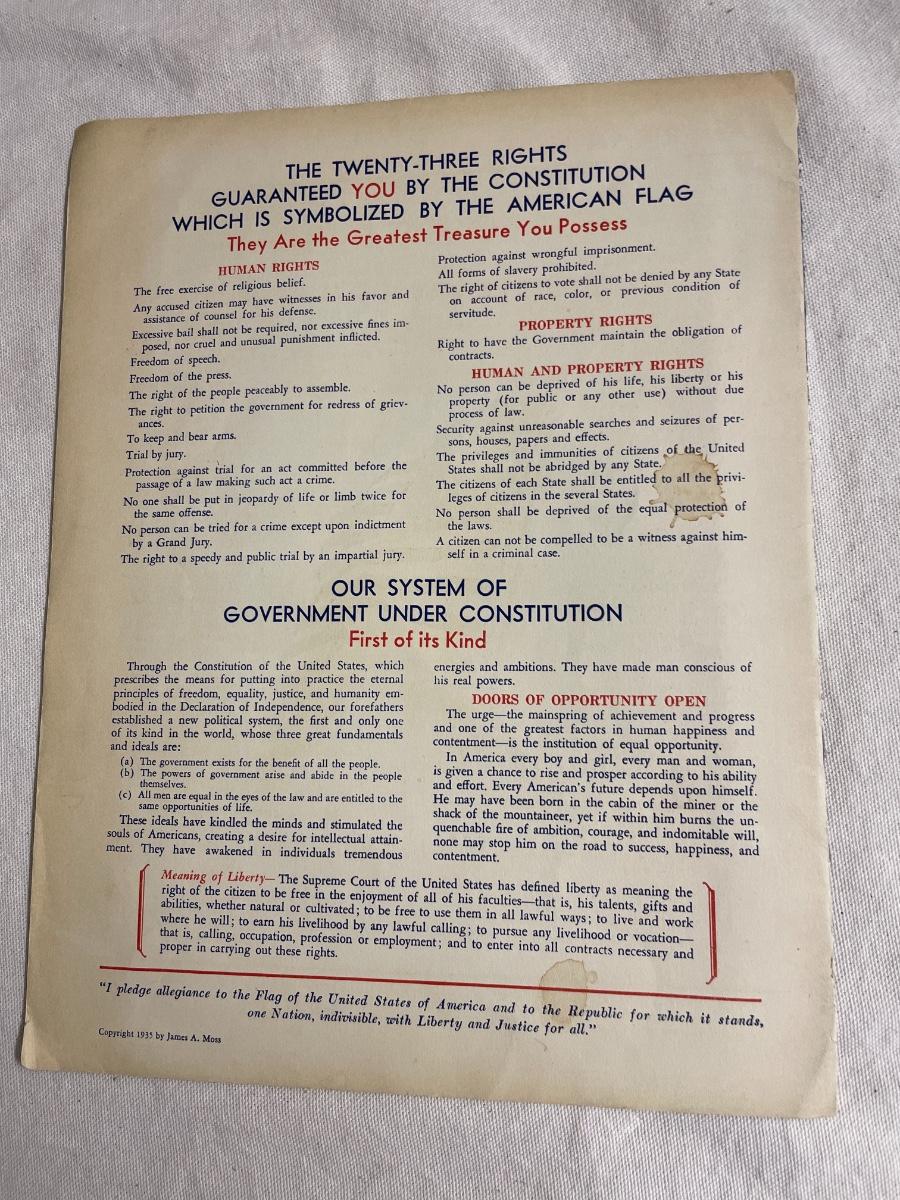 THE TWENTY-THREE RIGHTS
GUARANTEED YOU BY THE CONSTITUTION
WHICH IS SYMBOLIZED BY THE AMERICAN FLAG
They Are the Greatest Treasure You Possess
HUMAN RIGHTS
The free exercise of religious belief.
Any accused citizen may have witnesses in his favor and
assistance of counsel for his defense.
Excessive bail shall not be required, nor excessive fines im-
posed, nor cruel and unusual punishment inflicted.
Freedom of speech.
Freedom of the press.
The right of the people peaceably to assemble.
The right to petition the government for redress of griev-
ances.
To keep and bear arms.
Trial by jury.
Protection against trial for an act committed before the
passage of a law making such act a crime.
No one shall be put in jeopardy of life or limb twice for
the same offense.
No person can be tried for a crime except upon indictment
by a Grand Jury.
The right to a speedy and public trial by an impartial jury.
Protection against wrongful imprisonment.
All forms of slavery prohibited.
The right of citizens to vote shall not be denied by any State
on account of race, color, or previous condition of
servitude.
PROPERTY RIGHTS
Right to have the Government maintain the obligation of
contracts.
HUMAN AND PROPERTY RIGHTS
No person can be deprived of his life, his liberty or his
property (for public or any other use) without due
process of law.
Security against unreasonable searches and seizures of per-
sons, houses, papers and effects.
The privileges and immunities of citizens of the United
States shall not be abridged by any State.
The citizens of each State shall be entitled to all the privi-
leges of citizens in the several States.
No person shall be deprived of the equal protection of
the laws.
A citizen can not be compelled to be a witness against him-
self in a criminal case.
OUR SYSTEM OF
GOVERNMENT UNDER CONSTITUTION
First of its Kind
Through the Constitution of the United States, which
prescribes the means for putting into practice the eternal
principles of freedom, equality, justice, and humanity em-
bodied in the Declaration of Independence, our forefathers
established a new political system, the first and only one
of its kind in the world, whose three great fundamentals
and ideals are:
(a) The government exists for the benefit of all the people.
(b) The powers of government arise and abide in the people
themselves.
(c) All men are equal in the eyes of the law and are entitled to the
same opportunities of life.
These ideals have kindled the minds and stimulated the
souls of Americans, creating a desire for intellectual attain-
ment. They have awakened in individuals tremendous
energies and ambitions. They have made man conscious of
his real powers.
DOORS OF OPPORTUNITY OPEN
The urge—the mainspring of achievement and progress
and one of the greatest factors in human happiness and
contentment—is the institution of equal opportunity.
In America every boy and girl, every man and woman,
is given a chance to rise and prosper according to his ability
and effort. Every American's future depends upon himself.
He may have been born in the cabin of the miner or the
shack of the mountaineer, yet if within him burns the un-
quenchable fire of ambition, courage, and indomitable will,
none may stop him on the road to success, happiness, and
contentment.
Meaning of Liberty—The Supreme Court of the United States has defined liberty as meaning the
right of the citizen to be free in the enjoyment of all of his faculties—that is, his talents, gifts and
abilities, whether natural or cultivated; to be free to use them in all lawful ways; to live and work
where he will; to earn his livelihood by any lawful calling; to pursue any livelihood or vocation—
that is, calling, occupation, profession or employment; and to enter into all contracts necessary and
proper in carrying out these rights.
"I pledge allegiance to the Flag of the United States of America and to the Republic for which it stands,
one Nation, indivisible, with Liberty and Justice for all."
Copyright 1935 by James A. Moss